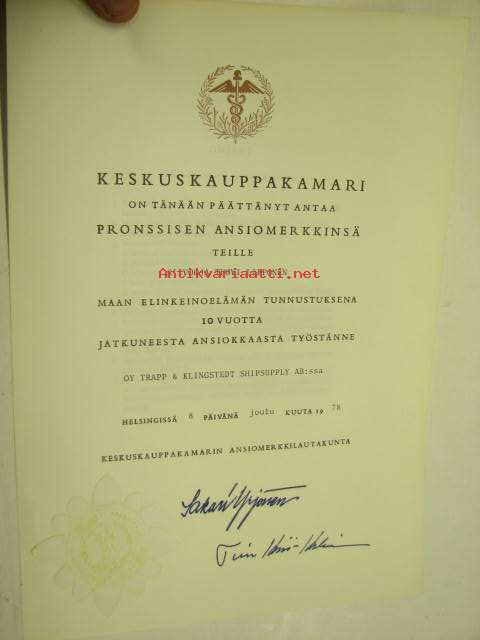 KESKUSKAUPPAKAMARI
ON TÄNÄÄN PÄÄTTÄNYT ANTAA
PRONSSISEN ANSIOMERKKINSÄ
TEILLE
Antikvariaatti.net
MAAN ELINKEINOELÄMÄN TUNNUSTUKSENA
10 VUOTTA
JATKUNEESTA ANSIOKKAASTA TYÖSTÄNNE
OY TRAPP & KLINGSTEDT SHIPSUPPLY AB:ssa
HELSINGISSÄ 8 PÄIVÄNÄ joulu KUUTA 19 78
KESKUSKAUPPAKAMARIN ANSIOMERKKILAUTAKUNTA
Sakari